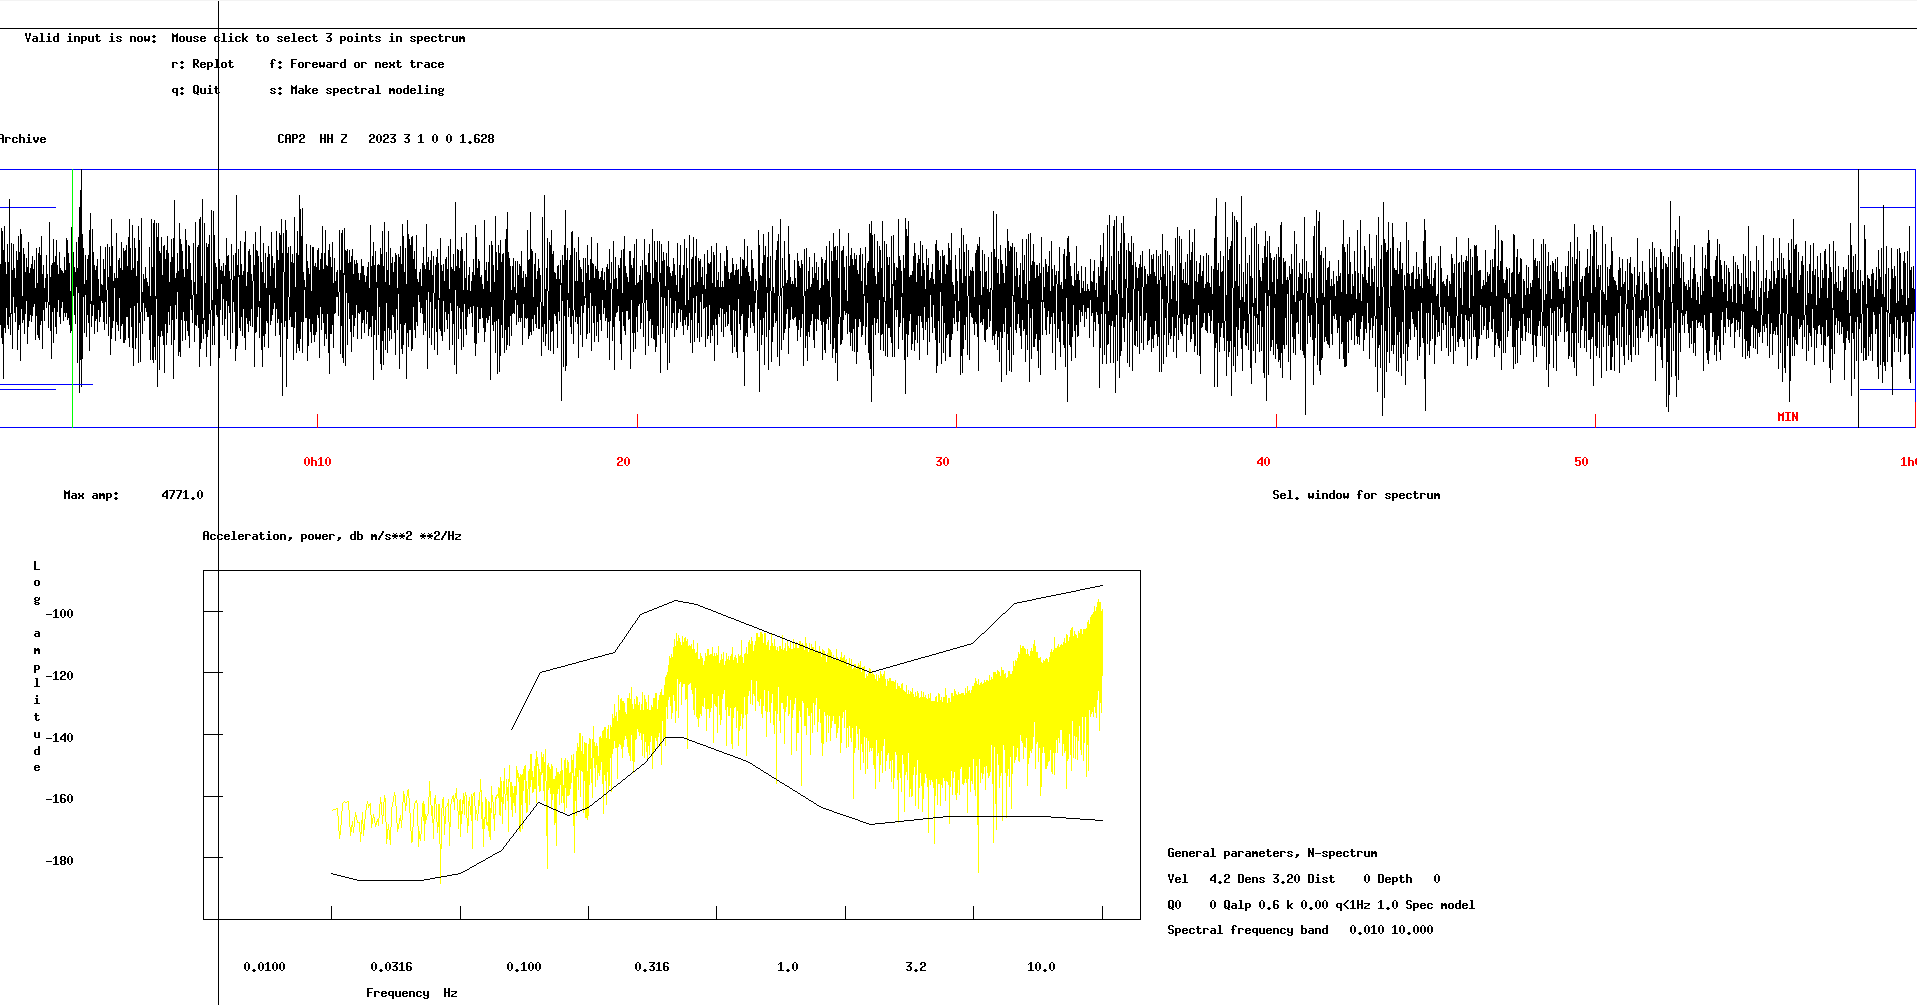 Valid input is now:  Mouse click to select 3 points in spectrum
r: Replot     f: Foreward or next trace
q: Quit       s: Make spectral modeling
Archive     CAP2  HH Z   2023 3 1 0 0 1.628
MIN
0h10     20     30     40     50     1h0
Max amp:      4771.0     Sel. window for spectrum
Acceleration, power, db m/s**2 **2/Hz
Log amplitude
-100
-120
-140
-160
-180
General parameters, N-spectrum
Vel   4.2 Dens 3.20 Dist    0 Depth   0
Q0    0 Qalp 0.6 k 0.00 q<1Hz 1.0 Spec model
Spectral frequency band   0.010 10.000
0.0100     0.0316     0.100     0.316     1.0     3.2     10.0
Frequency  Hz